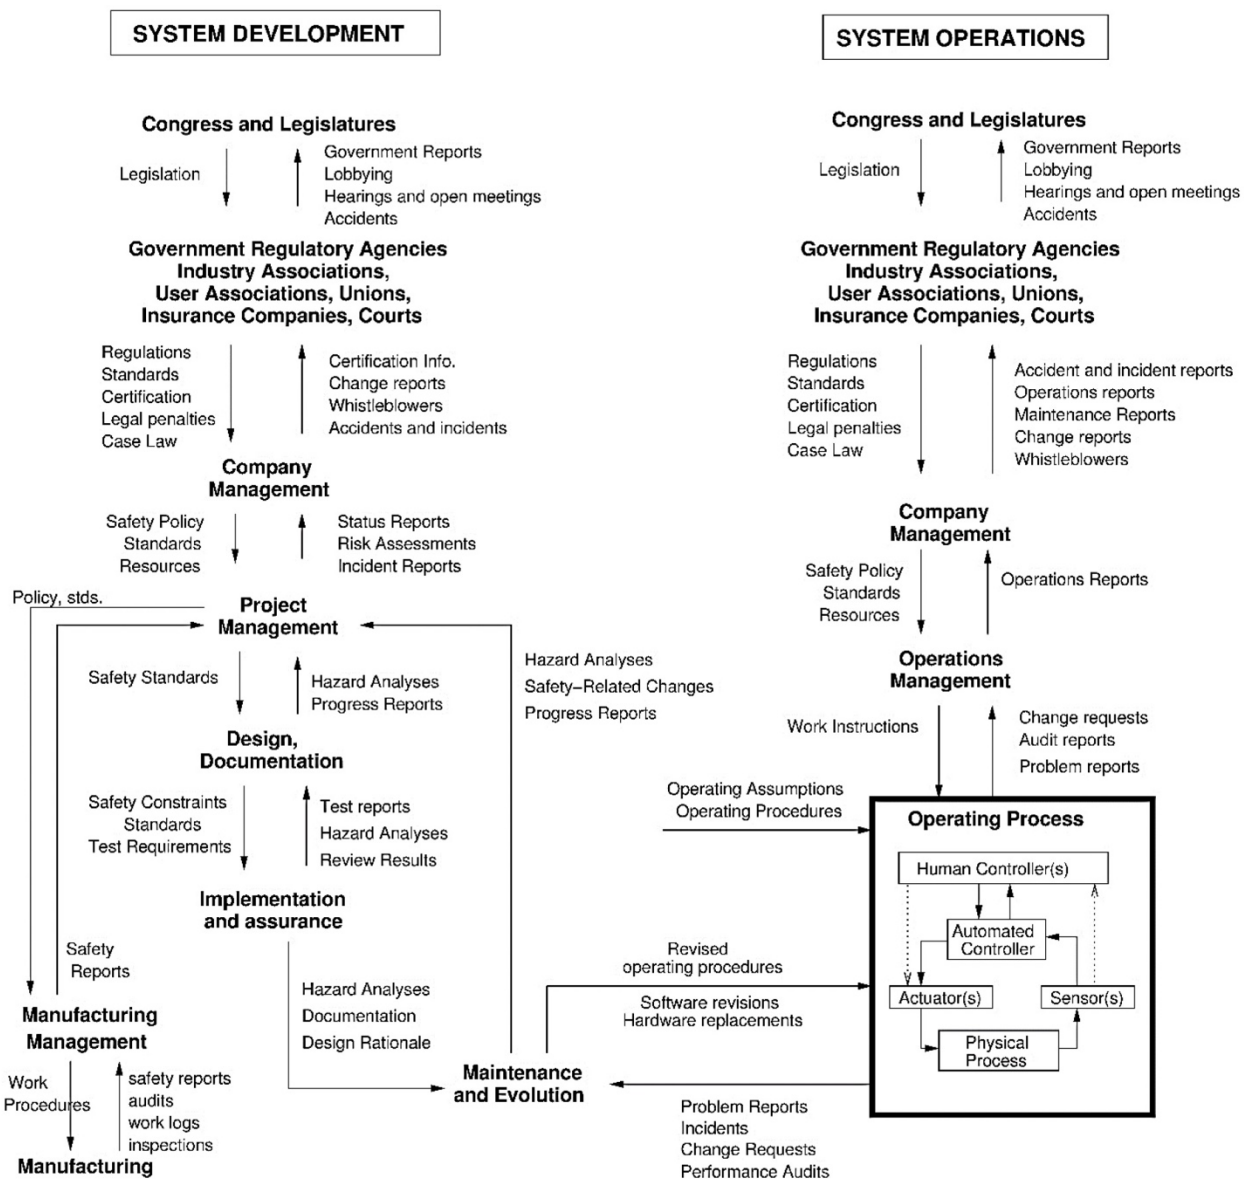 SYSTEM DEVELOPMENT
Congress and Legislatures
Legislation
Government Reports
Lobbying
Hearings and open meetings
Accidents
Government Regulatory Agencies
Industry Associations,
User Associations, Unions,
Insurance Companies, Courts
Regulations
Standards
Certification
Legal penalties
Case Law
Certification Info.
Change reports
Whistleblowers
Accidents and incidents
Company
Management
Safety Policy
Standards
Resources
Status Reports
Risk Assessments
Incident Reports
Policy, stds.
Project
Management
Safety Standards
Hazard Analyses
Progress Reports
Hazard Analyses
Safety-Related Changes
Progress Reports
Design,
Documentation
Safety Constraints
Standards
Test Requirements
Test reports
Hazard Analyses
Review Results
Implementation
and assurance
Safety
Reports
Hazard Analyses
Documentation
Design Rationale
Manufacturing
Management
Work
Procedures
safety reports
audits
work logs
inspections
Manufacturing
Maintenance
and Evolution
SYSTEM OPERATIONS
Congress and Legislatures
Legislation
Government Reports
Lobbying
Hearings and open meetings
Accidents
Government Regulatory Agencies
Industry Associations,
User Associations, Unions,
Insurance Companies, Courts
Regulations
Standards
Certification
Legal penalties
Case Law
Accident and incident reports
Operations reports
Maintenance Reports
Change reports
Whistleblowers
Company
Management
Safety Policy
Standards
Resources
Operations Reports
Operations
Management
Work Instructions
Change requests
Audit reports
Problem reports
Operating Assumptions
Operating Procedures
Operating Process
Human Controller(s)
Automated
Controller
Actuator(s)
Sensor(s)
Physical
Process
Revised
operating procedures
Software revisions
Hardware replacements
Problem Reports
Incidents
Change Requests
Performance Audits